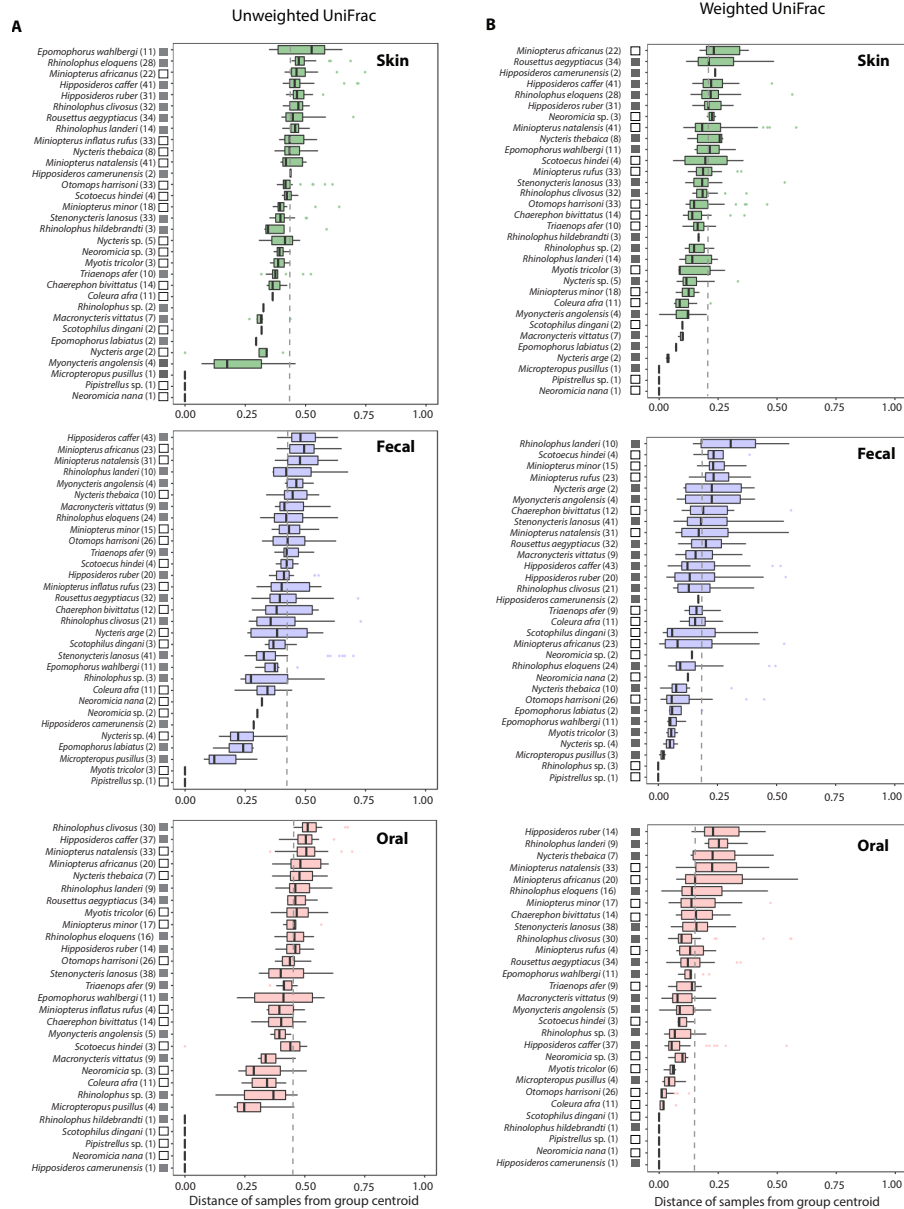 A
Unweighted UniFrac
Skin
Epomophorus wahlbergi (11)
Rhinolophus eloquens (28)
Miniopterus africanus (22)
Hipposideros caffer (41)
Hipposideros ruber (31)
Rhinolophus clivosus (32)
Rousettus aegyptiacus (34)
Rhinolophus landeri (14)
Miniopterus inflatus rufus (33)
Nycteris thebaica (8)
Miniopterus natalensis (41)
Hipposideros camerunensis (2)
Otomops harrisoni (33)
Scotoecus hindei (4)
Miniopterus minor (18)
Stenonycteris lanosus (33)
Rhinolophus hildebrandti (3)
Nycteris sp. (5)
Neoromicia sp. (3)
Myotis tricolor (3)
Triaenops afer (10)
Chaerephon bivittatus (14)
Coleura afra (11)
Rhinolophus sp. (2)
Macronycteris vittatus (7)
Scotophilus dingani (2)
Epomophorus labiatus (2)
Nycteris arge (2)
Myonycteris angolensis (4)
Micropteropus pusillus (1)
Pipistrellus sp. (1)
Neoromicia nana (1)
0.00 0.25 0.50 0.75 1.00
Fecal
Hipposideros caffer (43)
Miniopterus africanus (23)
Miniopterus natalensis (31)
Rhinolophus landeri (10)
Myonycteris angolensis (4)
Nycteris thebaica (10)
Macronycteris vittatus (9)
Rhinolophus eloquens (24)
Miniopterus minor (15)
Otomops harrisoni (26)
Triaenops afer (9)
Scotoecus hindei (4)
Hipposideros ruber (20)
Miniopterus inflatus rufus (23)
Rousettus aegyptiacus (32)
Chaerephon bivittatus (12)
Rhinolophus clivosus (21)
Nycteris arge (2)
Scotophilus dingani (3)
Stenonycteris lanosus (41)
Epomophorus wahlbergi (11)
Rhinolophus sp. (3)
Coleura afra (11)
Neoromicia nana (2)
Neoromicia sp. (2)
Hipposideros camerunensis (2)
Nycteris sp. (4)
Epomophorus labiatus (2)
Micropteropus pusillus (3)
Myotis tricolor (3)
Pipistrellus sp. (1)
0.00 0.25 0.50 0.75 1.00
Oral
Rhinolophus clivosus (30)
Hipposideros caffer (37)
Miniopterus natalensis (33)
Miniopterus africanus (20)
Nycteris thebaica (7)
Rhinolophus landeri (9)
Rousettus aegyptiacus (34)
Myotis tricolor (6)
Miniopterus minor (17)
Rhinolophus eloquens (16)
Hipposideros ruber (14)
Otomops harrisoni (26)
Stenonycteris lanosus (38)
Triaenops afer (9)
Epomophorus wahlbergi (11)
Miniopterus inflatus rufus (4)
Chaerephon bivittatus (14)
Myonycteris angolensis (5)
Scotoecus hindei (3)
Macronycteris vittatus (9)
Neoromicia sp. (3)
Coleura afra (11)
Rhinolophus sp. (3)
Micropteropus pusillus (4)
Rhinolophus hildebrandti (1)
Scotophilus dingani (1)
Pipistrellus sp. (1)
Neoromicia nana (1)
Hipposideros camerunensis (1)
0.00 0.25 0.50 0.75 1.00
Distance of samples from group centroid
B
Weighted UniFrac
Skin
Miniopterus africanus (22)
Rousettus aegyptiacus (34)
Hipposideros camerunensis (2)
Hipposideros caffer (41)
Rhinolophus eloquens (28)
Hipposideros ruber (31)
Neoromicia sp. (3)
Miniopterus natalensis (41)
Nycteris thebaica (8)
Epomophorus wahlbergi (11)
Scotoecus hindei (4)
Miniopterus rufus (33)
Stenonycteris lanosus (33)
Rhinolophus clivosus (32)
Otomops harrisoni (33)
Chaerephon bivittatus (14)
Triaenops afer (10)
Rhinolophus hildebrandti (3)
Rhinolophus sp. (2)
Rhinolophus landeri (14)
Myotis tricolor (3)
Nycteris sp. (5)
Miniopterus minor (18)
Coleura afra (11)
Myonycteris angolensis (4)
Scotophilus dingani (2)
Macronycteris vittatus (7)
Epomophorus labiatus (2)
Nycteris arge (2)
Micropteropus pusillus (1)
Pipistrellus sp. (1)
Neoromicia nana (1)
0.00 0.25 0.50 0.75 1.00
Fecal
Rhinolophus landeri (10)
Scotoecus hindei (4)
Miniopterus minor (15)
Miniopterus rufus (23)
Nycteris arge (2)
Myonycteris angolensis (4)
Chaerephon bivittatus (12)
Stenonycteris lanosus (41)
Miniopterus natalensis (31)
Rousettus aegyptiacus (32)
Macronycteris vittatus (9)
Hipposideros caffer (43)
Hipposideros ruber (20)
Rhinolophus clivosus (21)
Hipposideros camerunensis (2)
Triaenops afer (9)
Coleura afra (11)
Scotophilus dingani (3)
Miniopterus africanus (23)
Neoromicia sp. (2)
Rhinolophus eloquens (24)
Neoromicia nana (2)
Nycteris thebaica (10)
Otomops harrisoni (26)
Epomophorus labiatus (2)
Epomophorus wahlbergi (11)
Myotis tricolor (3)
Nycteris sp. (4)
Micropteropus pusillus (3)
Rhinolophus sp. (3)
Pipistrellus sp. (1)
0.00 0.25 0.50 0.75 1.00
Oral
Hipposideros ruber (14)
Rhinolophus landeri (9)
Nycteris thebaica (7)
Miniopterus natalensis (33)
Miniopterus africanus (20)
Rhinolophus eloquens (16)
Miniopterus minor (17)
Chaerephon bivittatus (14)
Stenonycteris lanosus (38)
Rhinolophus clivosus (30)
Miniopterus rufus (4)
Rousettus aegyptiacus (34)
Epomophorus wahlbergi (11)
Triaenops afer (9)
Macronycteris vittatus (9)
Myonycteris angolensis (5)
Scotoecus hindei (3)
Rhinolophus sp. (3)
Hipposideros caffer (37)
Neoromicia sp. (3)
Myotis tricolor (6)
Micropteropus pusillus (4)
Otomops harrisoni (26)
Coleura afra (11)
Scotophilus dingani (1)
Rhinolophus hildebrandti (1)
Pipistrellus sp. (1)
Neoromicia nana (1)
Hipposideros camerunensis (1)
0.00 0.25 0.50 0.75 1.00
Distance of samples from group centroid